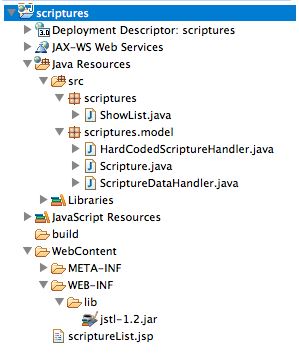 scriptures
3.0 Deployment Descriptor: scriptures
JAX-WS Web Services
Java Resources
src
scriptures
J ShowList.java
scriptures.model
J HardCodedScriptureHandler.java
J Scripture.java
J ScriptureDataHandler.java
Libraries
JavaScript Resources
build
WebContent
META-INF
WEB-INF
lib
jstl-1.2.jar
scriptureList.jsp